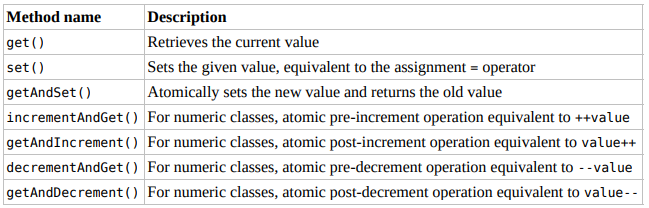 Method name Description
get() Retrieves the current value
set() Sets the given value, equivalent to the assignment = operator
getAndSet() Atomically sets the new value and returns the old value
incrementAndGet() For numeric classes, atomic pre-increment operation equivalent to ++value
getAndIncrement() For numeric classes, atomic post-increment operation equivalent to value++
decrementAndGet() For numeric classes, atomic pre-decrement operation equivalent to --value
getAndDecrement() For numeric classes, atomic post-decrement operation equivalent to value--